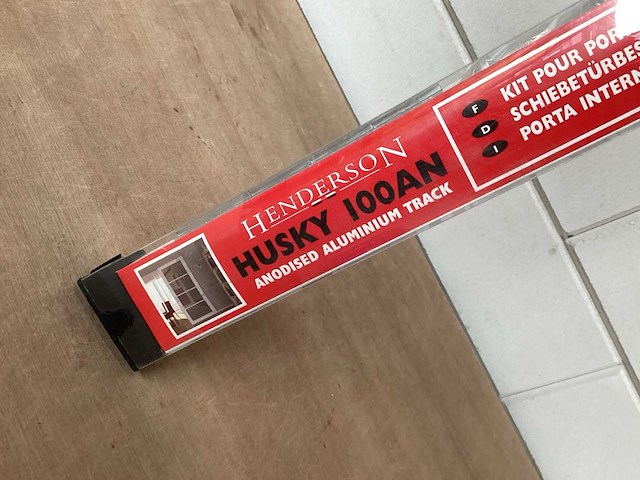 HENDERSON
HUSKY 100AN
ANODISED ALUMINIUM TRACK
F
KIT POUR POR
D
SCHIEBETÜRBES
I
PORTA INTERN